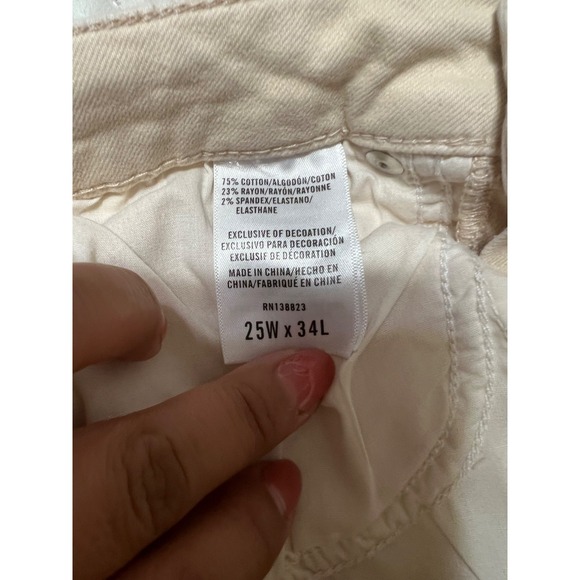 75% COTTON/ALGODÓN/COTON
23% RAYON/RAYÓN/RAYONNE
2% SPANDEX/ELASTANO/
ELASTHANE
EXCLUSIVE OF DECOATION/
EXCLUSIVO PARA DECORACIÓN
EXCLUSIF DE DÉCORATION
MADE IN CHINA/HECHO EN
CHINA/FABRIQUÉ EN CHINE
RN138823
25W x 34L